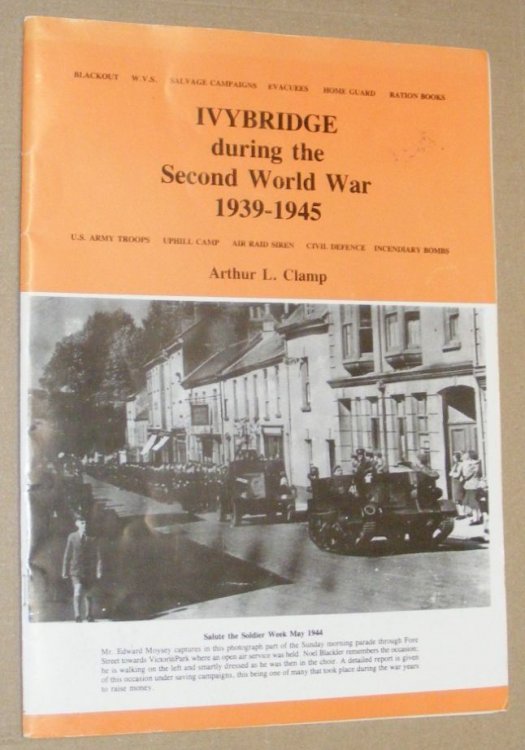 BLACKOUT W.V.S. SALVAGE CAMPAIGNS EVACUEES HOME GUARD RATION BOOKS
IVYBRIDGE
during the
Second World War
1939-1945
U.S. ARMY TROOPS UPHILL CAMP AIR RAID SIREN CIVIL DEFENCE INCENDIARY BOMBS
Arthur L. Clamp
Salute the Soldier Week May 1944
Mr. Edward Moysey captures in this photograph part of the Sunday morning parade through Fore
Street towards Victoria Park where an open air service was held. Noel Blackler remembers the occasion;
he is walking on the left and smartly dressed as he was then in the choir. A detailed report is given
of this occasion under saving campaigns, this being one of many that took place during the war years
to raise money.